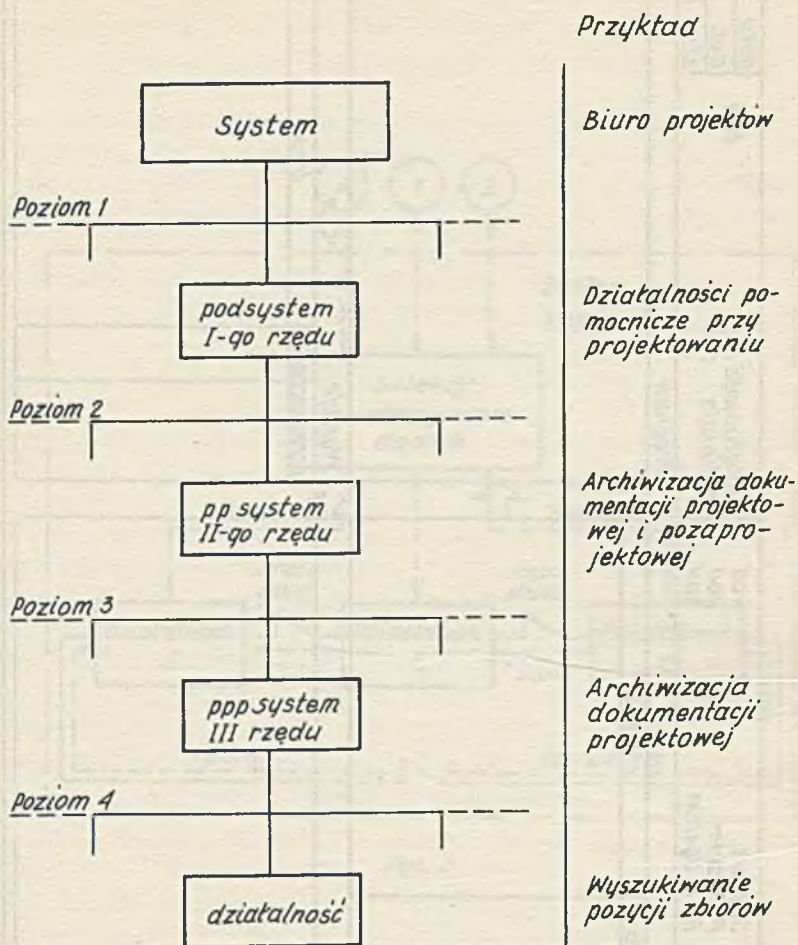 Przykład
System
Biuro projektów
Poziom 1
podsystem
I-go rzędu
Działalności po-
mocnicze przy
projektowaniu
Poziom 2
pp system
II-go rzędu
Archiwizacja doku-
mentacji projekto-
wej i pozapro-
jektowej
Poziom 3
ppp system
III rzędu
Archiwizacja
dokumentacji
projektowej
Poziom 4
działalność
Wyszukiwanie
pozycji zbiorów